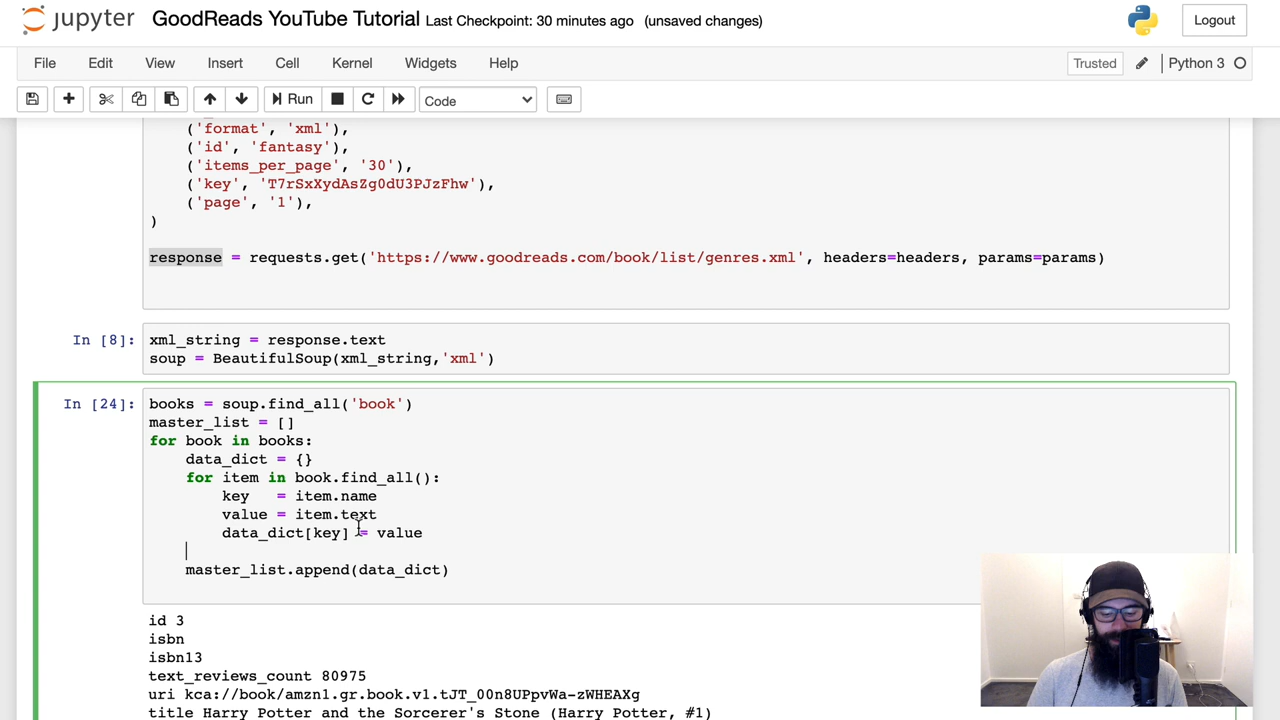 jupyter GoodReads YouTube Tutorial Last Checkpoint: 30 minutes ago (unsaved changes) Logout
File Edit View Insert Cell Kernel Widgets Help Trusted Python 3
Run Code
('format', 'xml'),
('id', 'fantasy'),
('items_per_page', '30'),
('key', 'T7rSxXydAsZg0dU3PJzFhw'),
('page', '1'),
)
response = requests.get('https://www.goodreads.com/book/list/genres.xml', headers=headers, params=params)
In [8]: xml_string = response.text
soup = BeautifulSoup(xml_string,'xml')
In [24]: books = soup.find_all('book')
master_list = []
for book in books:
data_dict = {}
for item in book.find_all():
key = item.name
value = item.text
data_dict[key] = value
master_list.append(data_dict)
id 3
isbn
isbn13
text_reviews_count 80975
uri kca://book/amzn1.gr.book.v1.tJT_00n8UPpvWa-zWHEAXg
title Harry Potter and the Sorcerer's Stone (Harry Potter, #1)